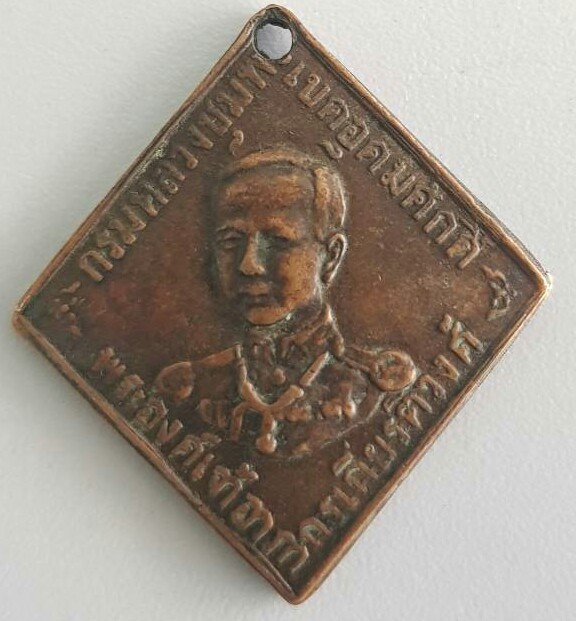 กรมหลวงชุมพรเขตอุดมศักดิ์
พระองค์เจ้าอาภากรเกียรติวงศ์